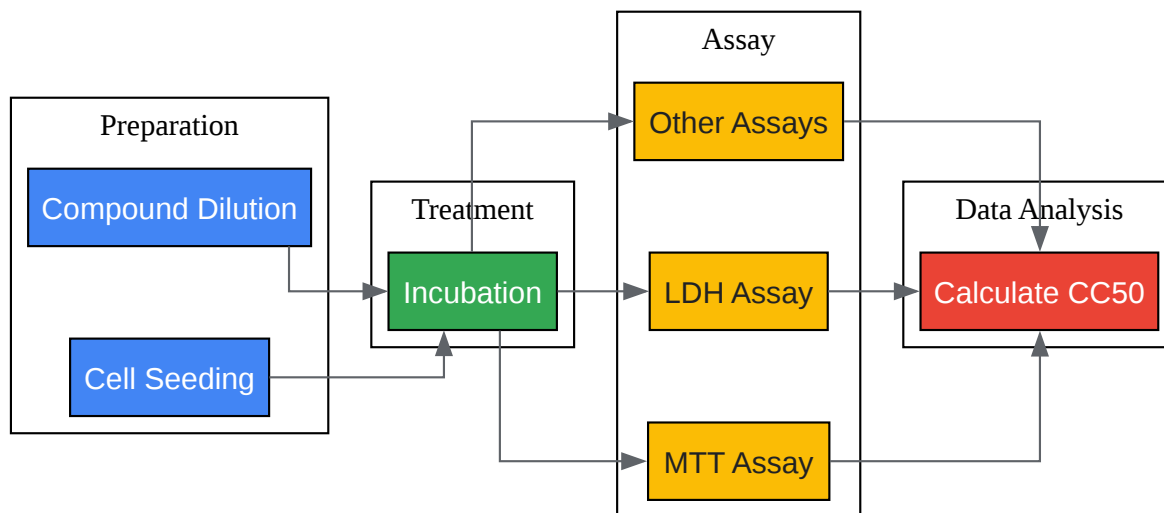 Preparation
Compound Dilution
Cell Seeding
Treatment
Incubation
Assay
Other Assays
LDH Assay
MTT Assay
Data Analysis
Calculate CC50